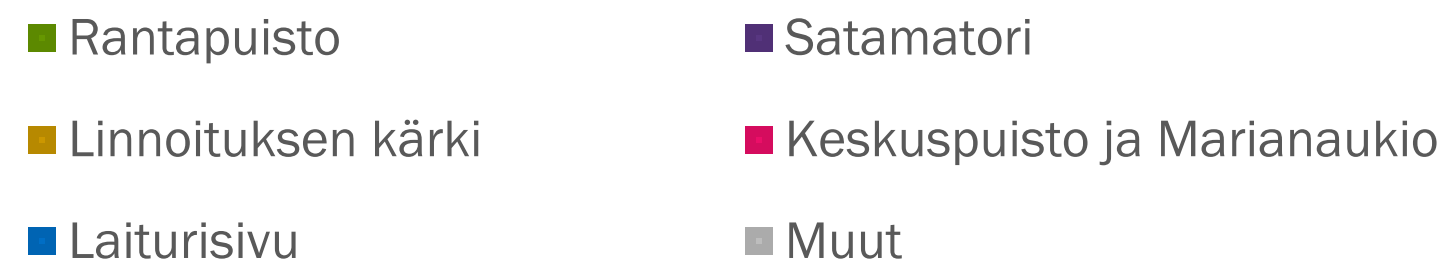 Rantapuisto
Satamatori
Linnoituksen kärki
Keskuspuisto ja Marianaukio
Laiturisivu
Muut